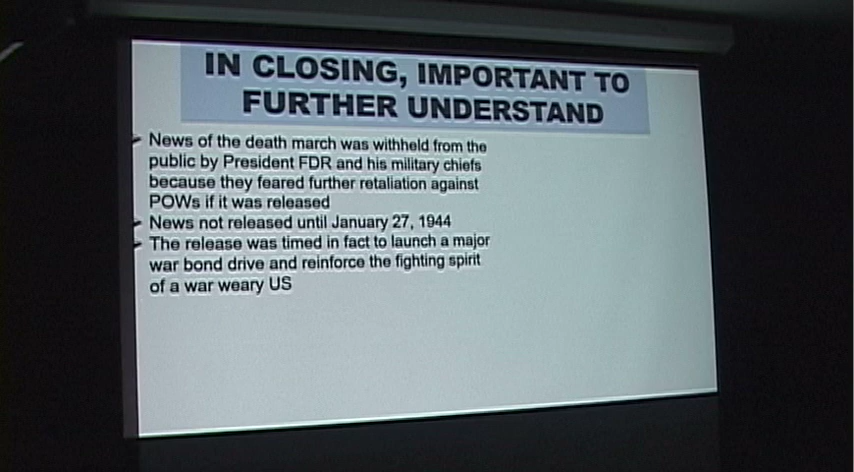 IN CLOSING, IMPORTANT TO
FURTHER UNDERSTAND
News of the death march was withheld from the
public by President FDR and his military chiefs
because they feared further retaliation against
POWs if it was released
News not released until January 27, 1944
The release was timed in fact to launch a major
war bond drive and reinforce the fighting spirit
of a war weary US